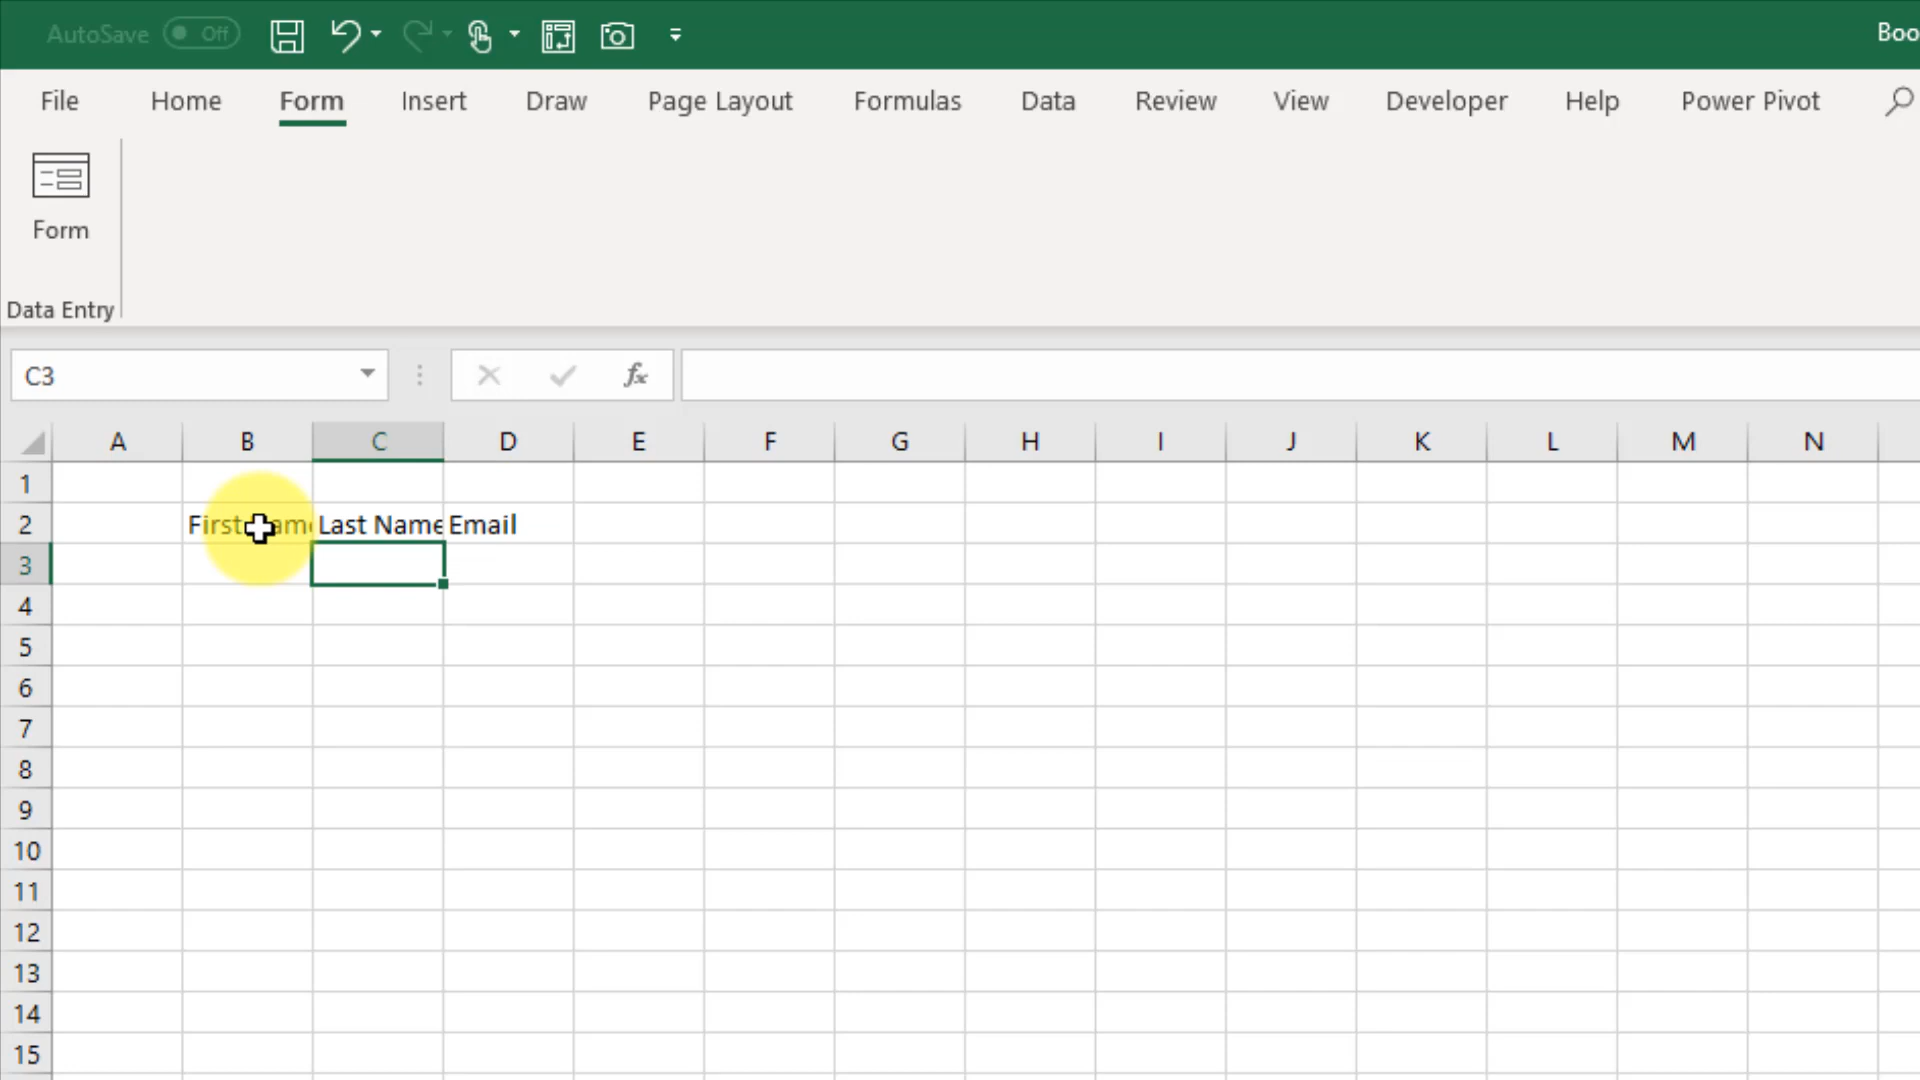 AutoSave Off Boo
File Home Form Insert Draw Page Layout Formulas Data Review View Developer Help Power Pivot
Form
Data Entry
C3 fx
A B C D E F G H I J K L M N
1
2 First Name Last Name Email
3
4
5
6
7
8
9
10
11
12
13
14
15